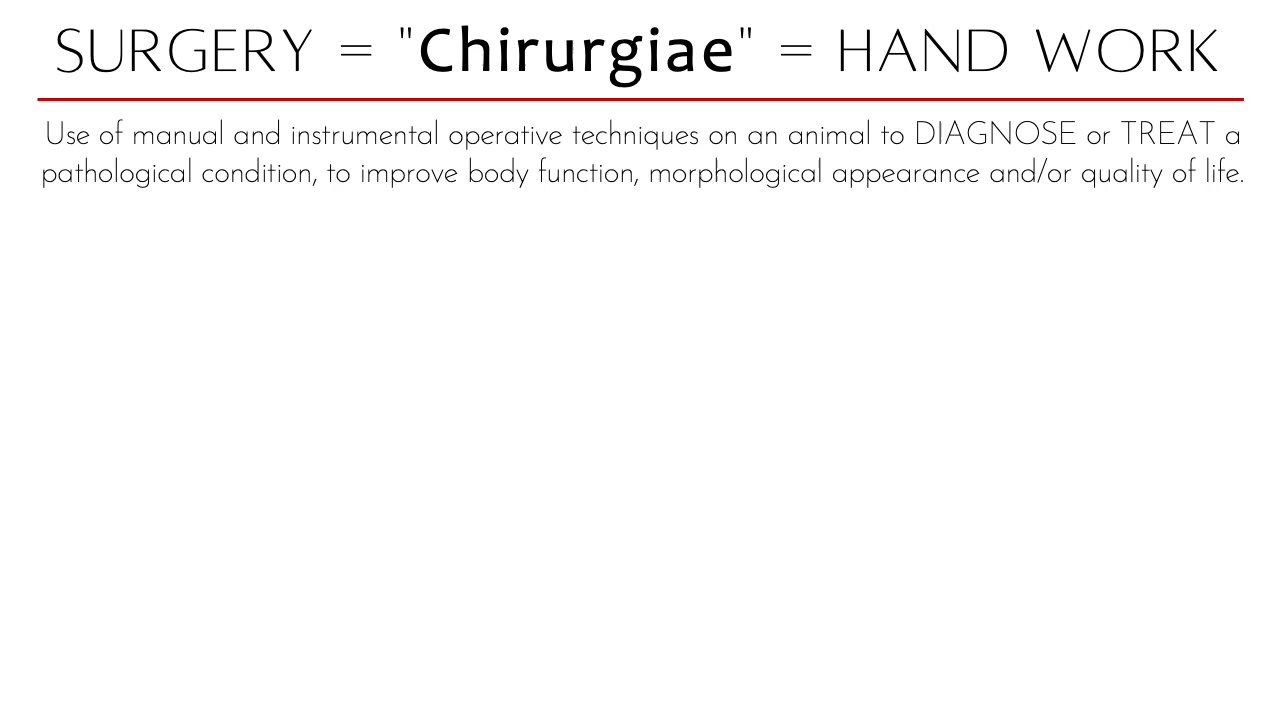 SURGERY = "Chirurgiae" = HAND WORK
Use of manual and instrumental operative techniques on an animal to DIAGNOSE or TREAT a
pathological condition, to improve body function, morphological appearance and/or quality of life.